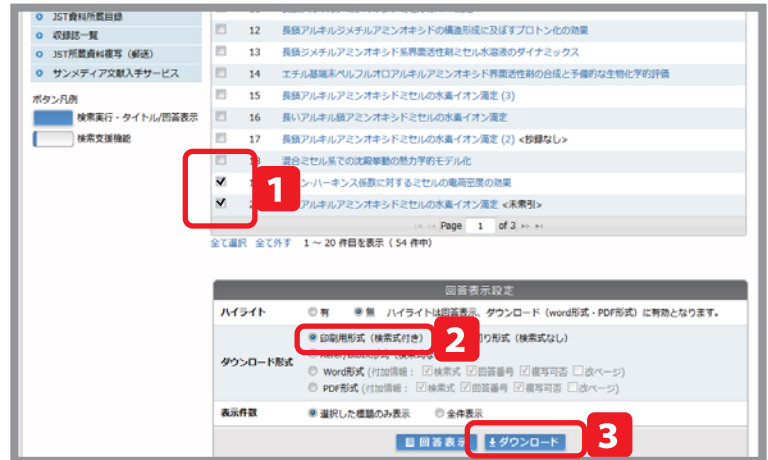 JST資料所蔵目録
収録誌一覧
JST所蔵資料複写（郵送）
サンメディア文献入手サービス
ボタン凡例
検索実行・タイトル/回答表示
検索支援機能
12 長鎖アルキルジメチルアミンオキシドの構造形成に及ぼすプロトン化の効果
13 長鎖ジメチルアミンオキシド系界面活性剤ミセル水溶液のダイナミックス
14 エチル基端末ペルフルオロアルキルアミンオキシド界面活性剤の合成と予備的な生物化学的評価
15 長鎖アルキルアミンオキシドミセルの水素イオン滴定 (3)
16 長いアルキル鎖アミンオキシドミセルの水素イオン滴定
17 長鎖アルキルアミンオキシドミセルの水素イオン滴定 (2) <抄録なし>
混合ミセル系での沈殿挙動の熱力学的モデル化
ン-ハーキンス係数に対するミセルの電荷密度の効果
アルキルアミンオキシドミセルの水素イオン滴定 <未索引>
1
Page 1 of 3
全て選択 全て外す 1 ～ 20 件目を表示（ 54 件中）
回答表示設定
ハイライト 有 無 ハイライトは回答表示、ダウンロード（word形式・PDF形式）に有効となります。
ダウンロード形式
印刷用形式（検索式付き） 2 り形式（検索式なし）
Word形式 (付加情報： 検索式 回答番号 複写可否 改ページ)
PDF形式 (付加情報： 検索式 回答番号 複写可否 改ページ)
表示件数 選択した標題のみ表示 全件表示
回答表示 ダウンロード 3